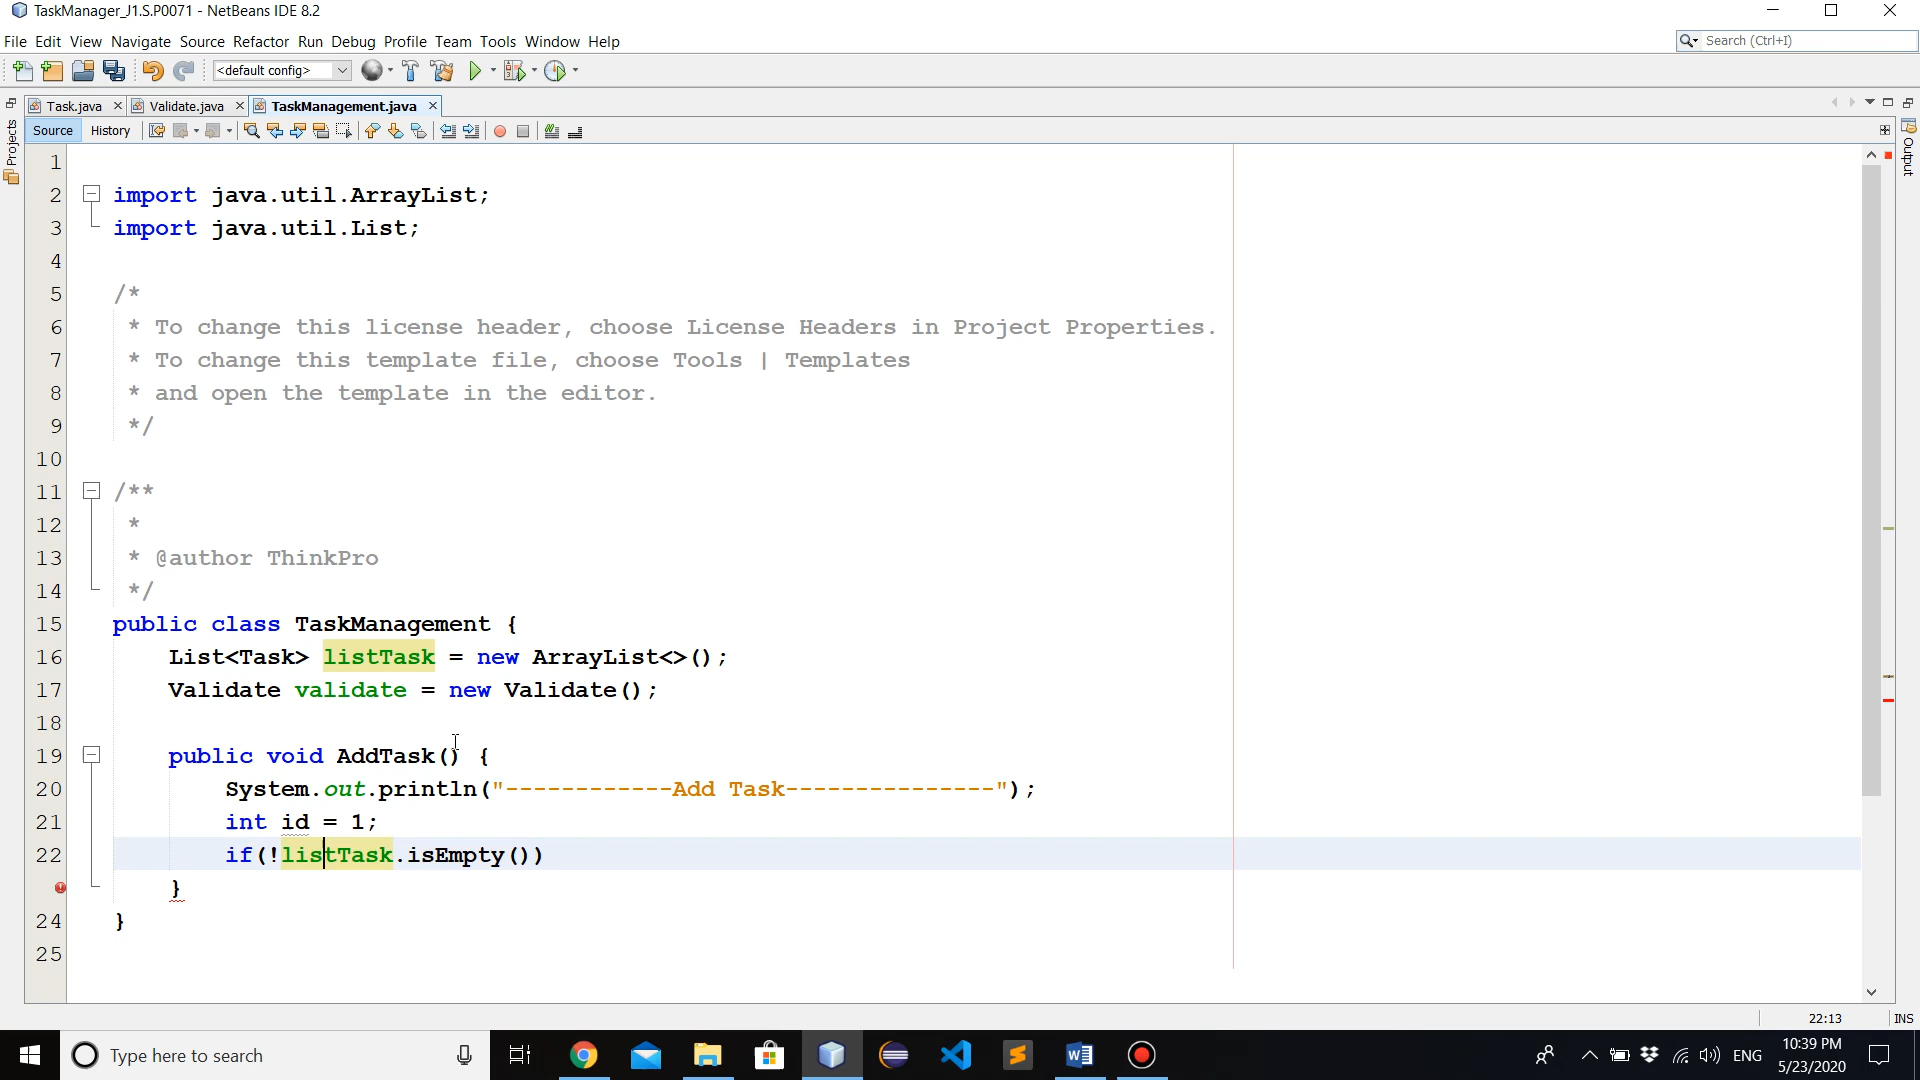 TaskManager_J1.S.P0071 - NetBeans IDE 8.2
File Edit View Navigate Source Refactor Run Debug Profile Team Tools Window Help
Search (Ctrl+I)
<default config>
Task.java Validate.java TaskManagement.java
Source History
Projects
Output
1
2 import java.util.ArrayList;
3 import java.util.List;
4
5 /*
6 * To change this license header, choose License Headers in Project Properties.
7 * To change this template file, choose Tools | Templates
8 * and open the template in the editor.
9 */
10
11 /**
12 *
13 * @author ThinkPro
14 */
15 public class TaskManagement {
16 List<Task> listTask = new ArrayList<>();
17 Validate validate = new Validate();
18
19 public void AddTask() {
20 System.out.println("------------Add Task---------------");
21 int id = 1;
22 if(!listTask.isEmpty())
}
24 }
25
22:13 INS
Type here to search
ENG
10:39 PM
5/23/2020